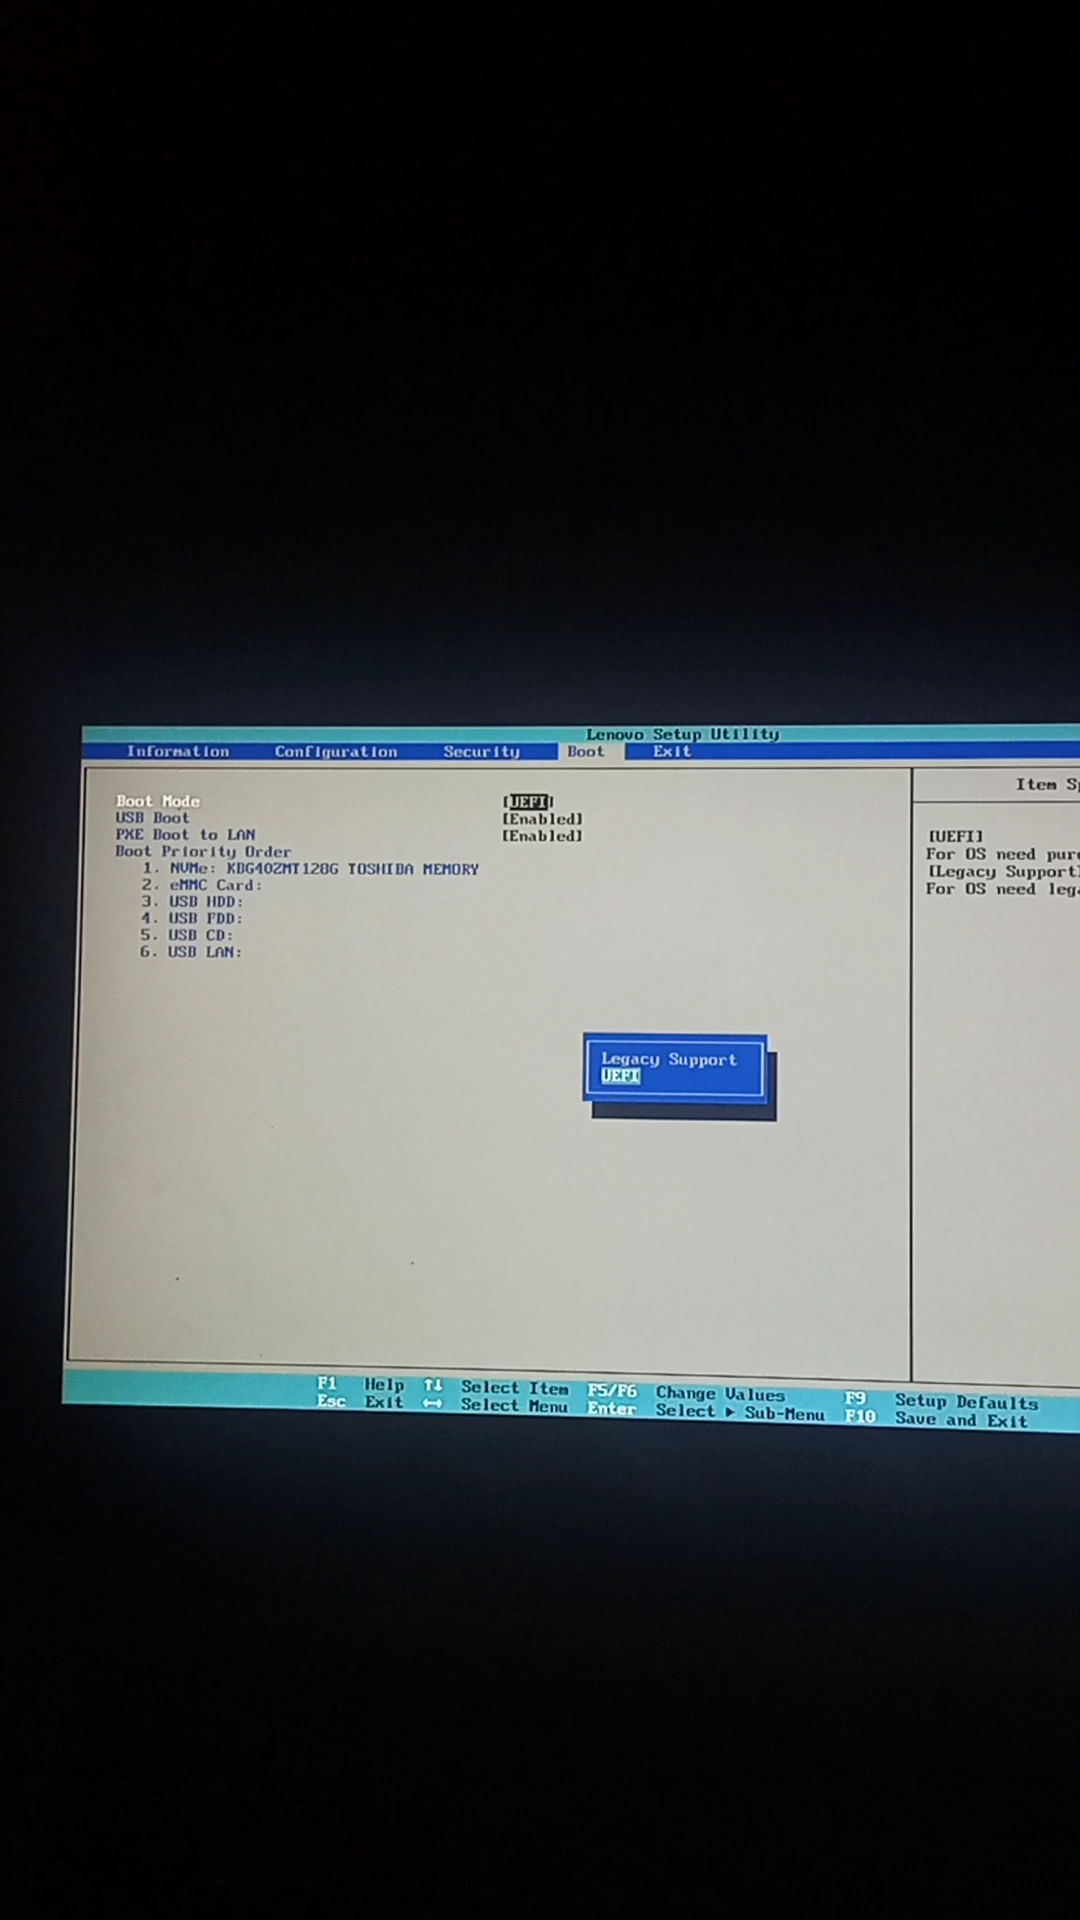 Lenovo Setup Utility
Information Configuration Security Boot Exit
Item
Boot Mode [UEFI]
USB Boot [Enabled]
PXE Boot to LAN [Enabled]
Boot Priority Order
1. NVMe: KBG40ZMT128G TOSHIBA MEMORY
2. eMMC Card:
3. USB HDD:
4. USB FDD:
5. USB CD:
6. USB LAN:
[UEFI]
For OS need
[Legacy Support]
For OS need
Legacy Support
UEFI
F1 Help ↑↓ Select Item F5/F6 Change Values F9 Setup Defaults
Esc Exit ↔ Select Menu Enter Select ▶ Sub-Menu F10 Save and Exit